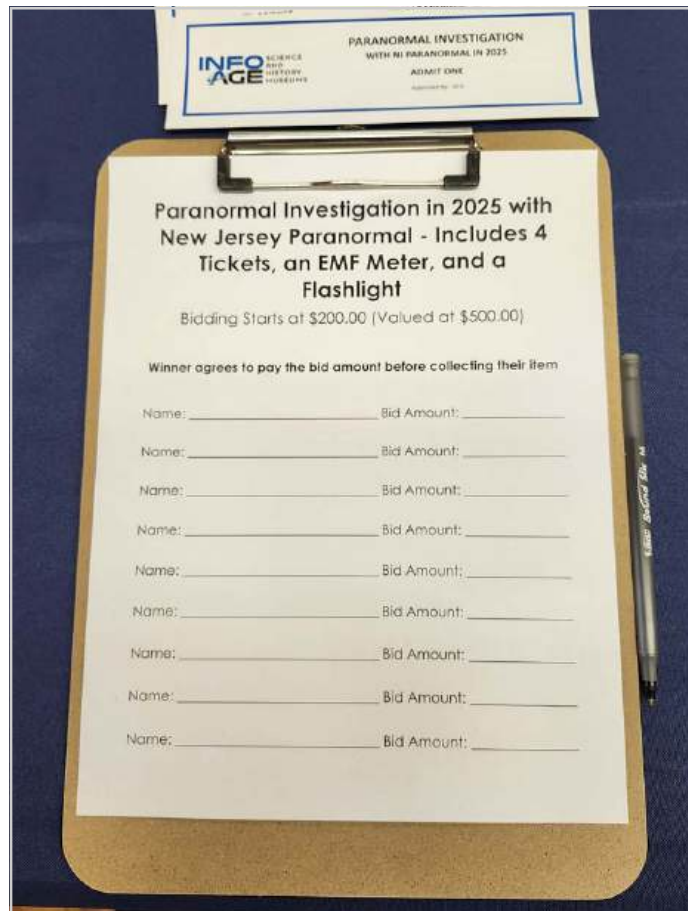 INFO AGE
SCIENCE
AND
HISTORY
MUSEUMS
PARANORMAL INVESTIGATION
WITH NJ PARANORMAL IN 2025
ADMIT ONE
Paranormal Investigation in 2025 with
New Jersey Paranormal - Includes 4
Tickets, an EMF Meter, and a
Flashlight
Bidding Starts at $200.00 (Valued at $500.00)
Winner agrees to pay the bid amount before collecting their item
Name: Bid Amount:
Name: Bid Amount:
Name: Bid Amount:
Name: Bid Amount:
Name: Bid Amount:
Name: Bid Amount:
Name: Bid Amount:
Name: Bid Amount:
Name: Bid Amount: